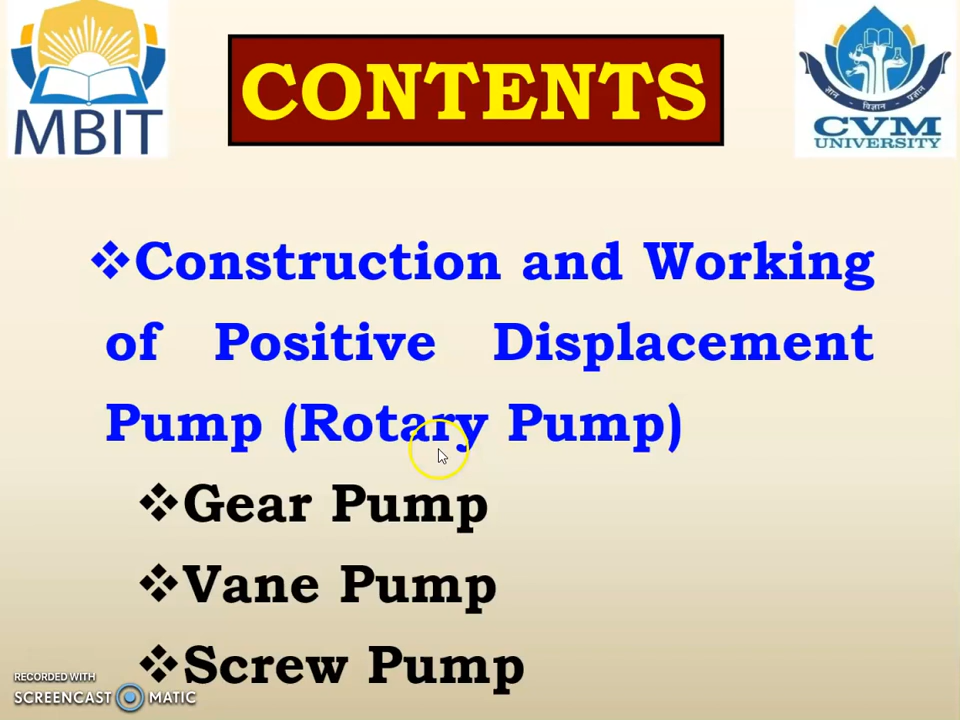 CONTENTS
MBIT
ज्ञान - विज्ञान - प्रज्ञान
CVM
UNIVERSITY
❖Construction and Working
of Positive Displacement
Pump (Rotary Pump)
❖Gear Pump
❖Vane Pump
❖Screw Pump
RECORDED WITH
SCREENCAST MATIC